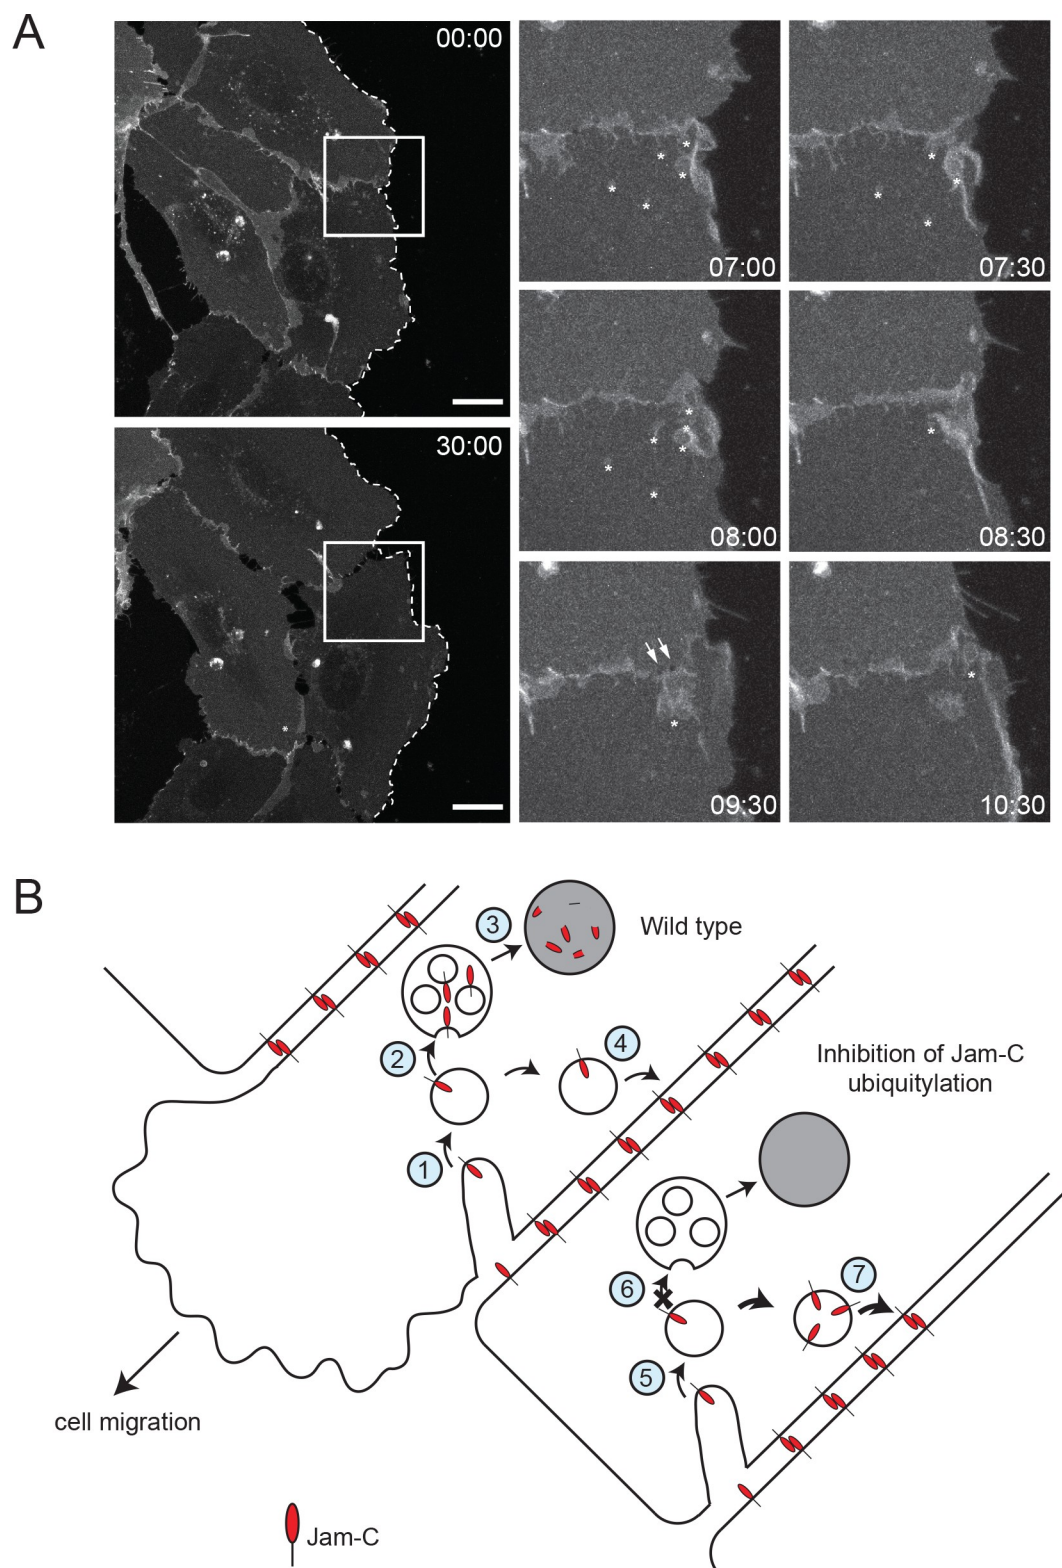 A
00:00
30:00
07:00
07:30
08:00
08:30
09:30
10:30
B
3
Wild type
2
4
Inhibition of Jam-C
ubiquitylation
1
6
7
5
cell migration
Jam-C